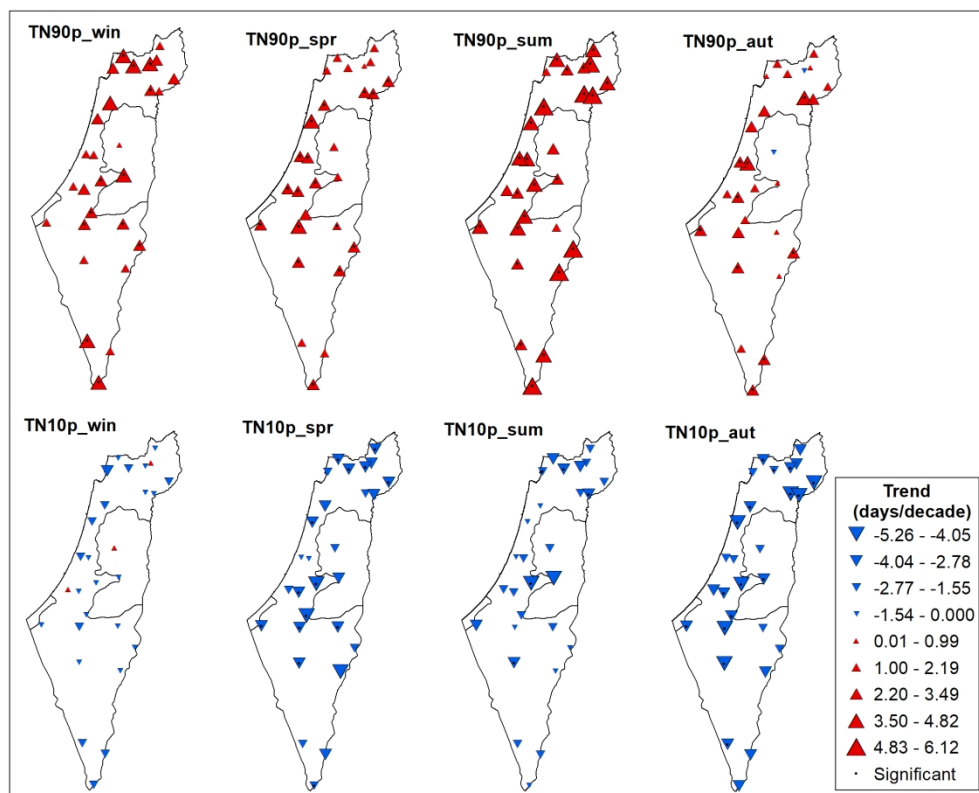 TN90p_win
TN90p_spr
TN90p_sum
TN90p_aut
TN10p_win
TN10p_spr
TN10p_sum
TN10p_aut
Trend
(days/decade)
-5.26 - -4.05
-4.04 - -2.78
-2.77 - -1.55
-1.54 - 0.000
0.01 - 0.99
1.00 - 2.19
2.20 - 3.49
3.50 - 4.82
4.83 - 6.12
Significant